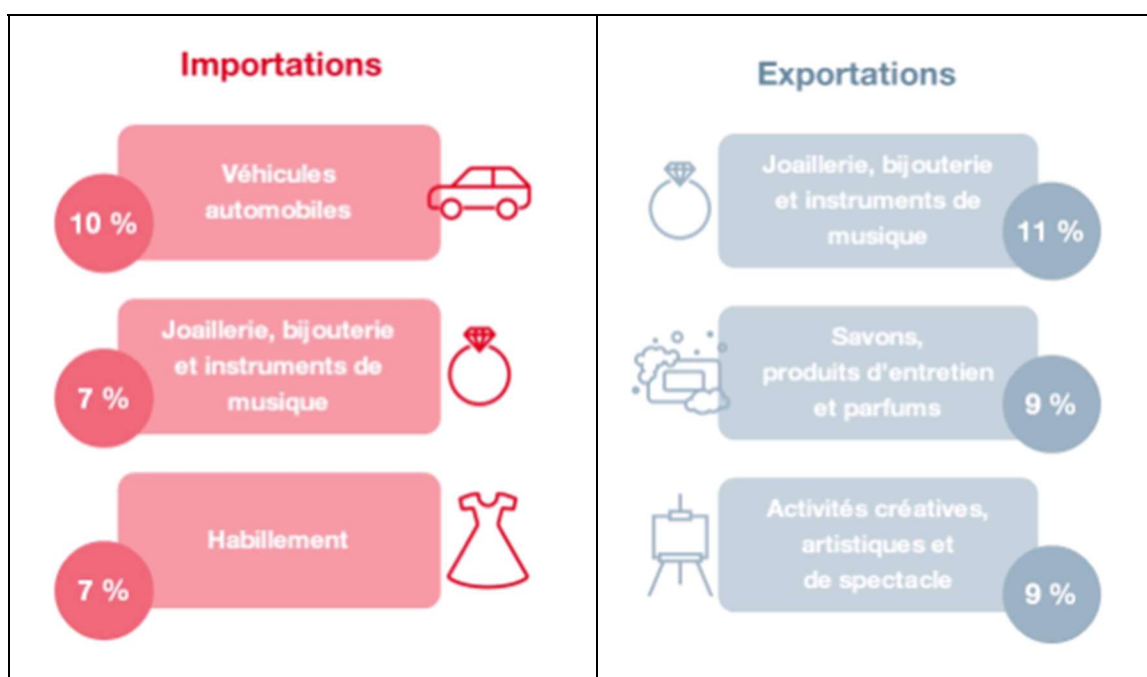 Importations
Véhicules
automobiles
10 %
Joaillerie, bijouterie
et instruments de
musique
7 %
Habillement
7 %
Exportations
Joaillerie, bijouterie
et instruments de
musique
11 %
Savons,
produits d'entretien
et parfums
9 %
Activités créatives,
artistiques et
de spectacle
9 %